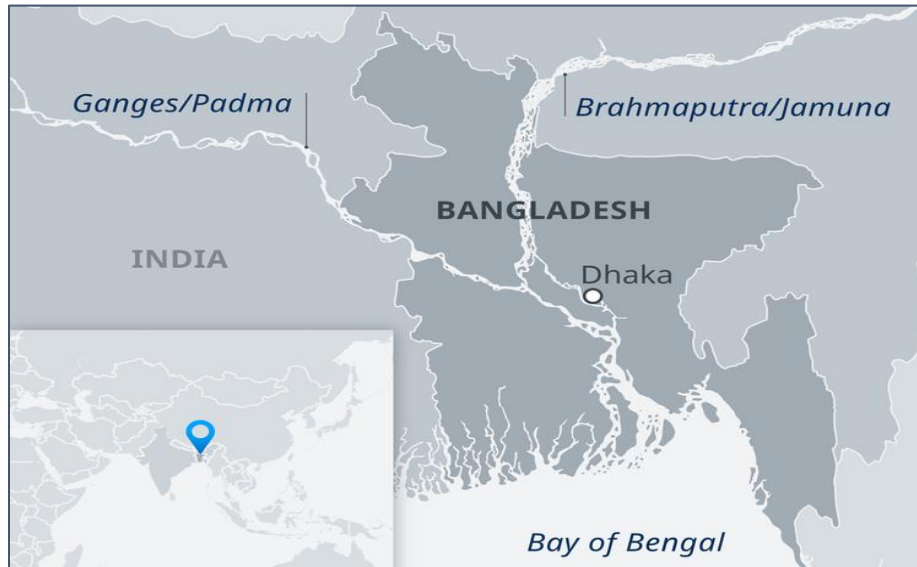 Ganges/Padma
Brahmaputra/Jamuna
BANGLADESH
INDIA
Dhaka
Bay of Bengal